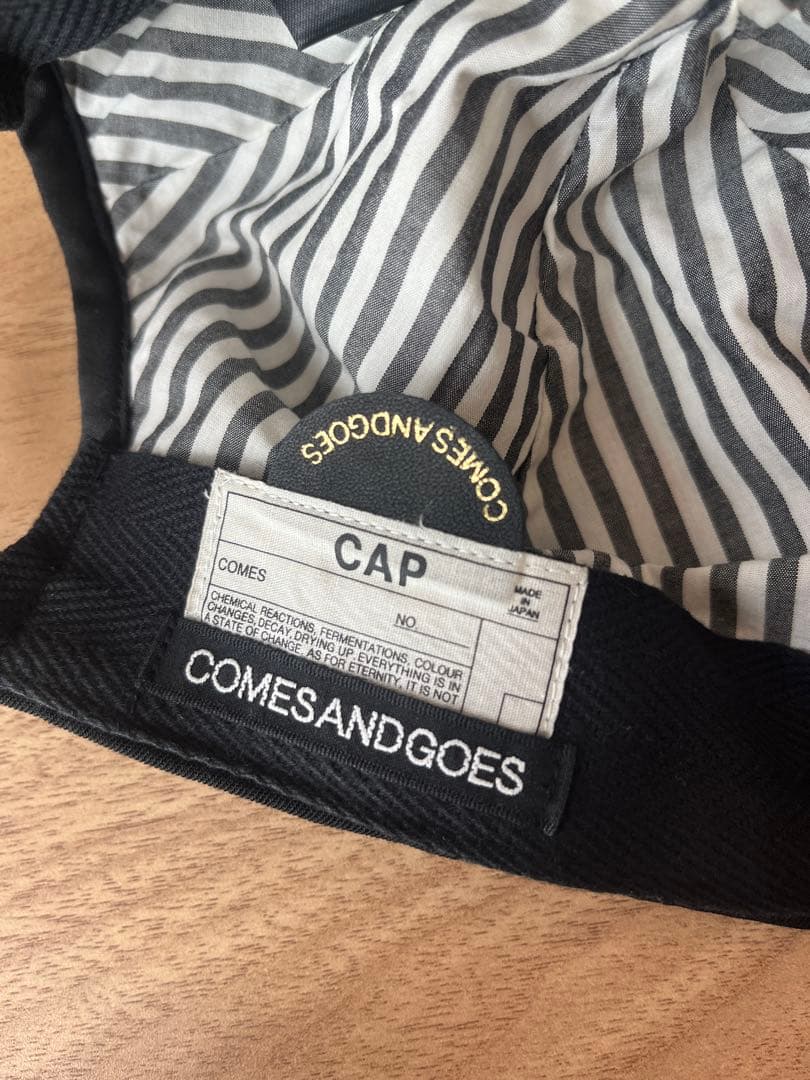 COMESANDGOES
CAP
COMES
MADE
IN
JAPAN
NO.
CHEMICAL REACTIONS, FERMENTATIONS, COLOUR
CHANGES, DECAY, DRYING UP. EVERYTHING IS IN
A STATE OF CHANGE. AS FOR ETERNITY, IT IS NOT
COMESANDGOES